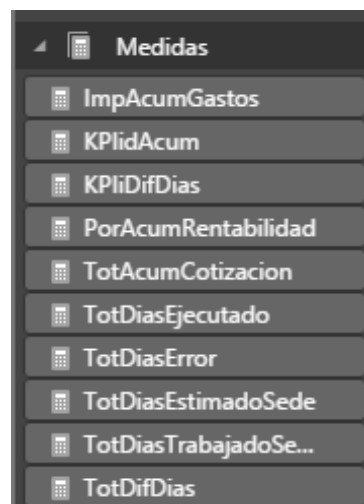 Medidas
ImpAcumGastos
KPIidAcum
KPIiDifDias
PorAcumRentabilidad
TotAcumCotizacion
TotDiasEjecutado
TotDiasError
TotDiasEstimadoSede
TotDiasTrabajadoSe...
TotDifDias